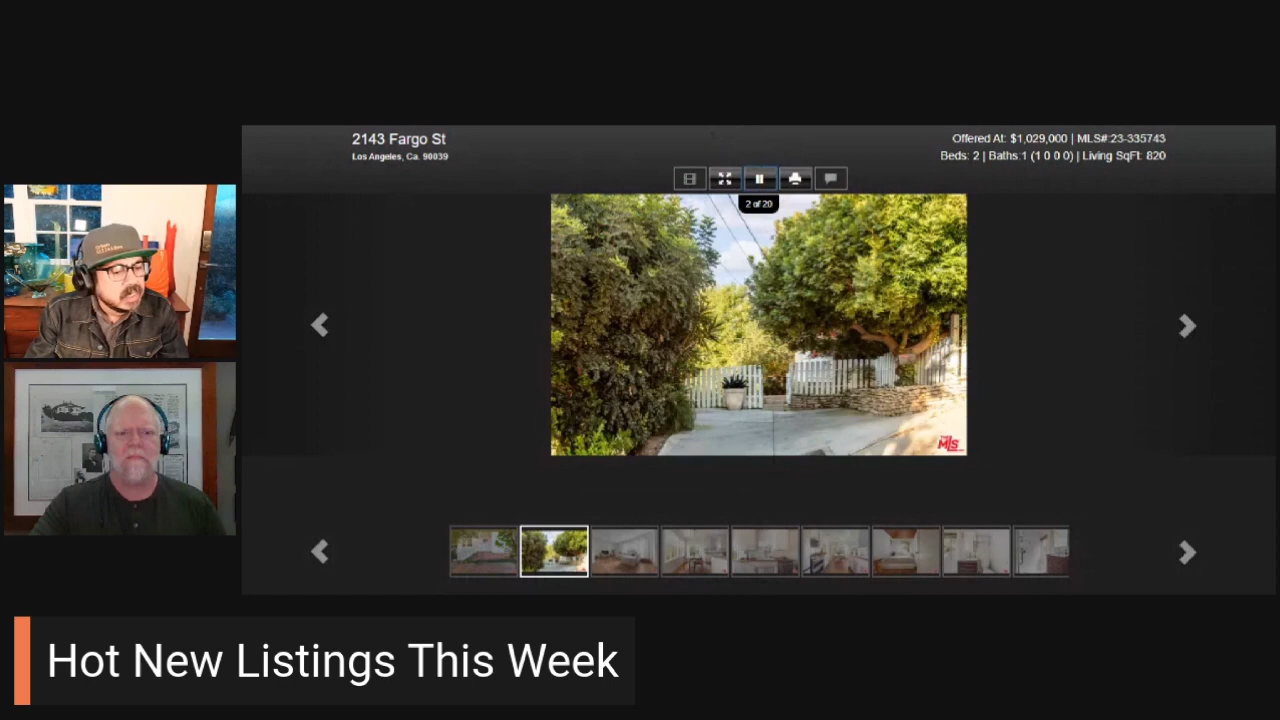 2143 Fargo St
Los Angeles, Ca. 90039
Offered At: $1,029,000 | MLS#:23-335743
Beds: 2 | Baths:1 (1 0 0 0) | Living SqFt: 820
2 of 20
MLS
Hot New Listings This Week